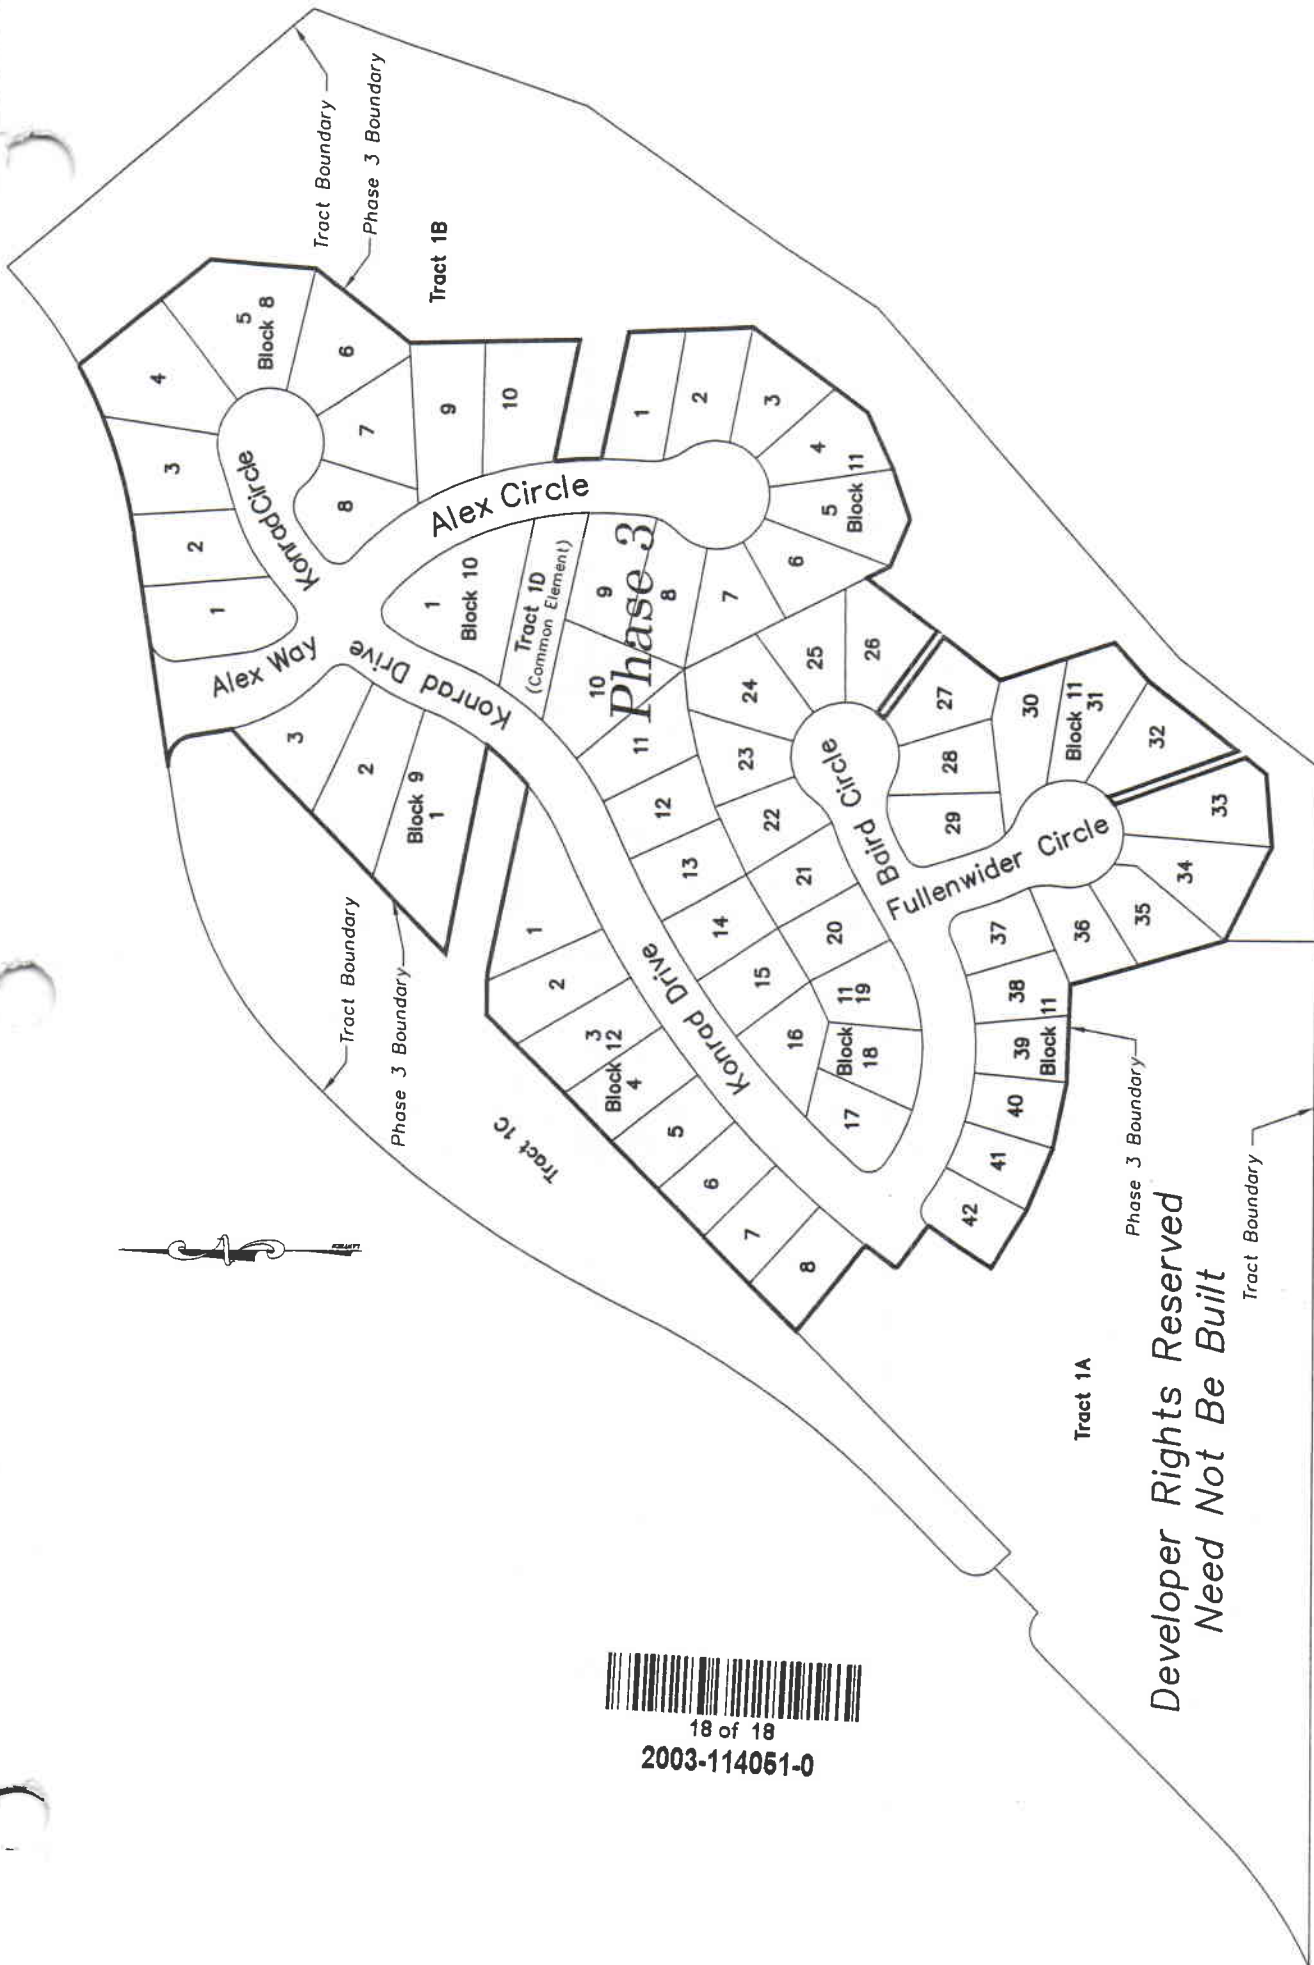 Tract Boundary
Phase 3 Boundary
Tract 1B
4
5
Block 8
6
3
7
9
10
2
8
1
Konrad Circle
Alex Circle
Alex Way
Konrad Drive
1
Block 10
Tract 1D
(Common Element)
Phase 3
3
2
Block 9
1
Tract Boundary
Phase 3 Boundary
1
2
3
4
5
Block 11
6
7
8
9
10
11
12
13
14
15
16
17
18
Block 11
19
20
21
22
23
24
25
26
27
28
29
30
Block 11
31
32
33
34
35
36
37
38
39
Block 11
40
41
42
Baird Circle
Fullenwider Circle
Konrad Drive
1
2
3
Block 12
4
5
6
7
8
Tract 1C
Phase 3 Boundary
Tract Boundary
Tract 1A
Developer Rights Reserved
Need Not Be Built
18 of 18
2003-114051-0